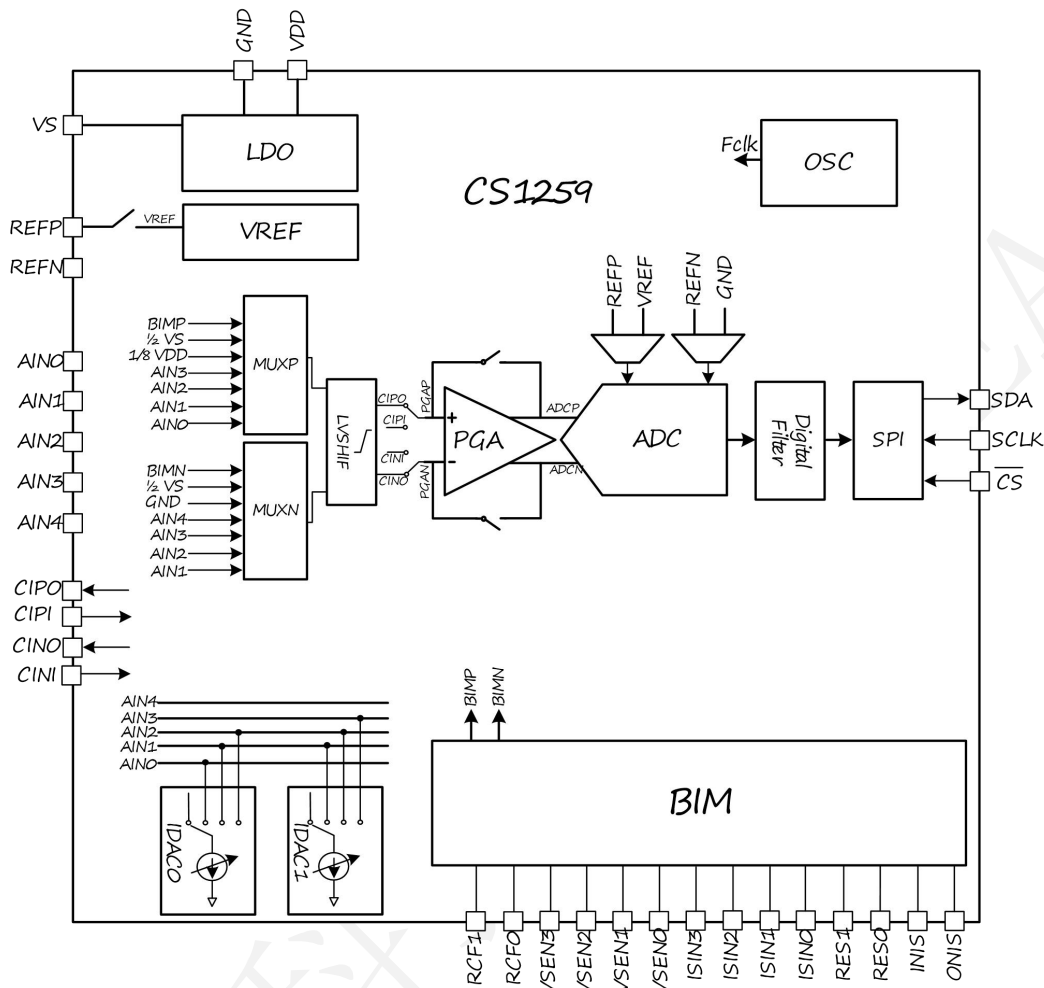 GND
VDD
VS
LDO
Fclk
OSC
CS1259
REFP
VREF
VREF
REFN
REFP
VREF
REFN
GND
BIMP
½ VS
1/8 VDD
AIN3
AIN2
AIN1
AIN0
MUXP
BIMN
½ VS
GND
AIN4
AIN3
AIN2
AIN1
MUXN
LVSHIF
CIPO
CIPI
CINI
CINO
PGAP
PGAN
PGA
ADCP
ADCN
ADC
Digital
Filter
SPI
SDA
SCLK
CS
AIN0
AIN1
AIN2
AIN3
AIN4
CIPO
CIPI
CINO
CINI
AIN4
AIN3
AIN2
AIN1
AIN0
IDAC0
IDAC1
BIMP
BIMN
BIM
RCF1
RCF0
VSEN3
VSEN2
VSEN1
VSEN0
ISIN3
ISIN2
ISIN1
ISIN0
RES1
RES0
INIS
ONIS